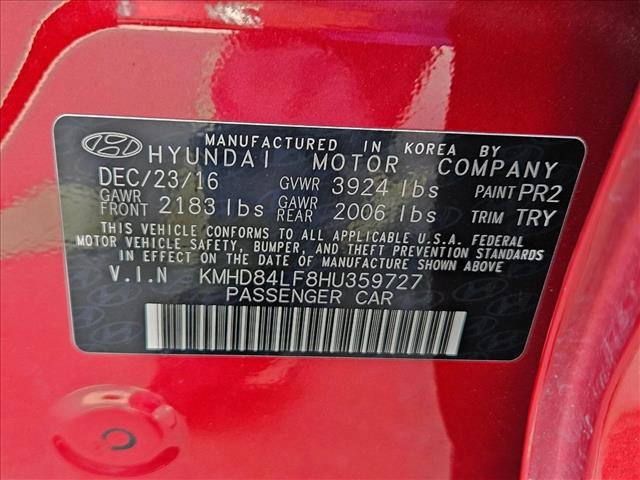 MANUFACTURED IN KOREA BY
HYUNDAI MOTOR COMPANY
DEC/23/16 GVWR 3924 lbs PAINT PR2
GAWR FRONT 2183 lbs GAWR REAR 2006 lbs TRIM TRY
THIS VEHICLE CONFORMS TO ALL APPLICABLE U.S.A. FEDERAL
MOTOR VEHICLE SAFETY, BUMPER, AND THEFT PREVENTION STANDARDS
IN EFFECT ON THE DATE OF MANUFACTURE SHOWN ABOVE.
V.I.N KMHD84LF8HU359727
PASSENGER CAR